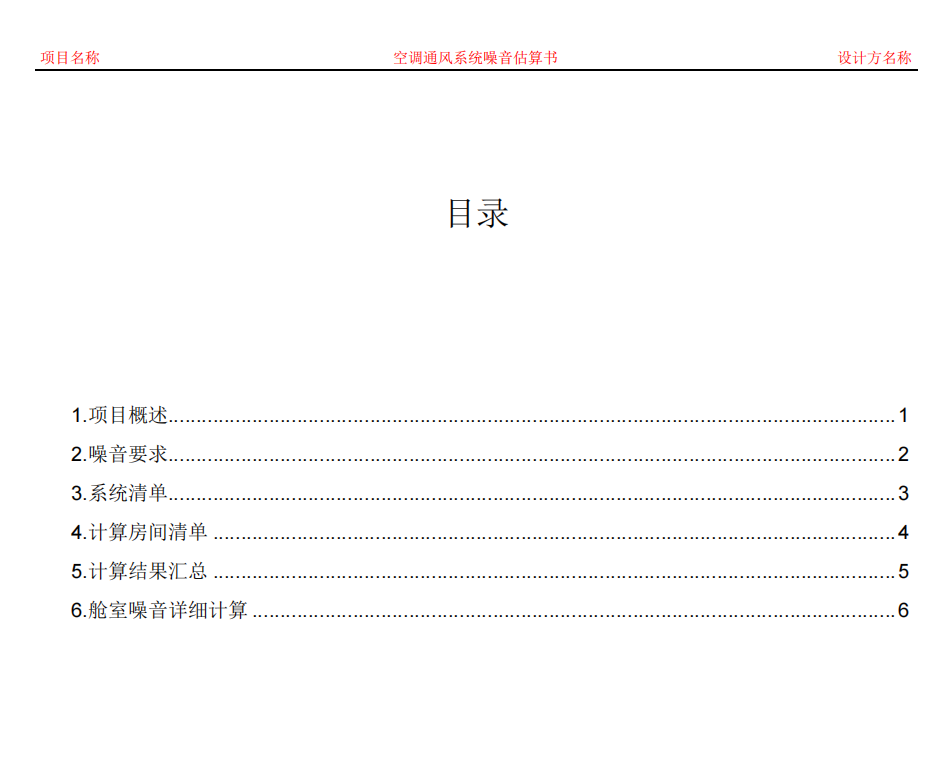 项目名称 空调通风系统噪音估算书 设计方名称
目录
1.项目概述........................................................................................................................1
2.噪音要求........................................................................................................................2
3.系统清单........................................................................................................................3
4.计算房间清单 ................................................................................................................4
5.计算结果汇总 ................................................................................................................5
6.舱室噪音详细计算 .........................................................................................................6